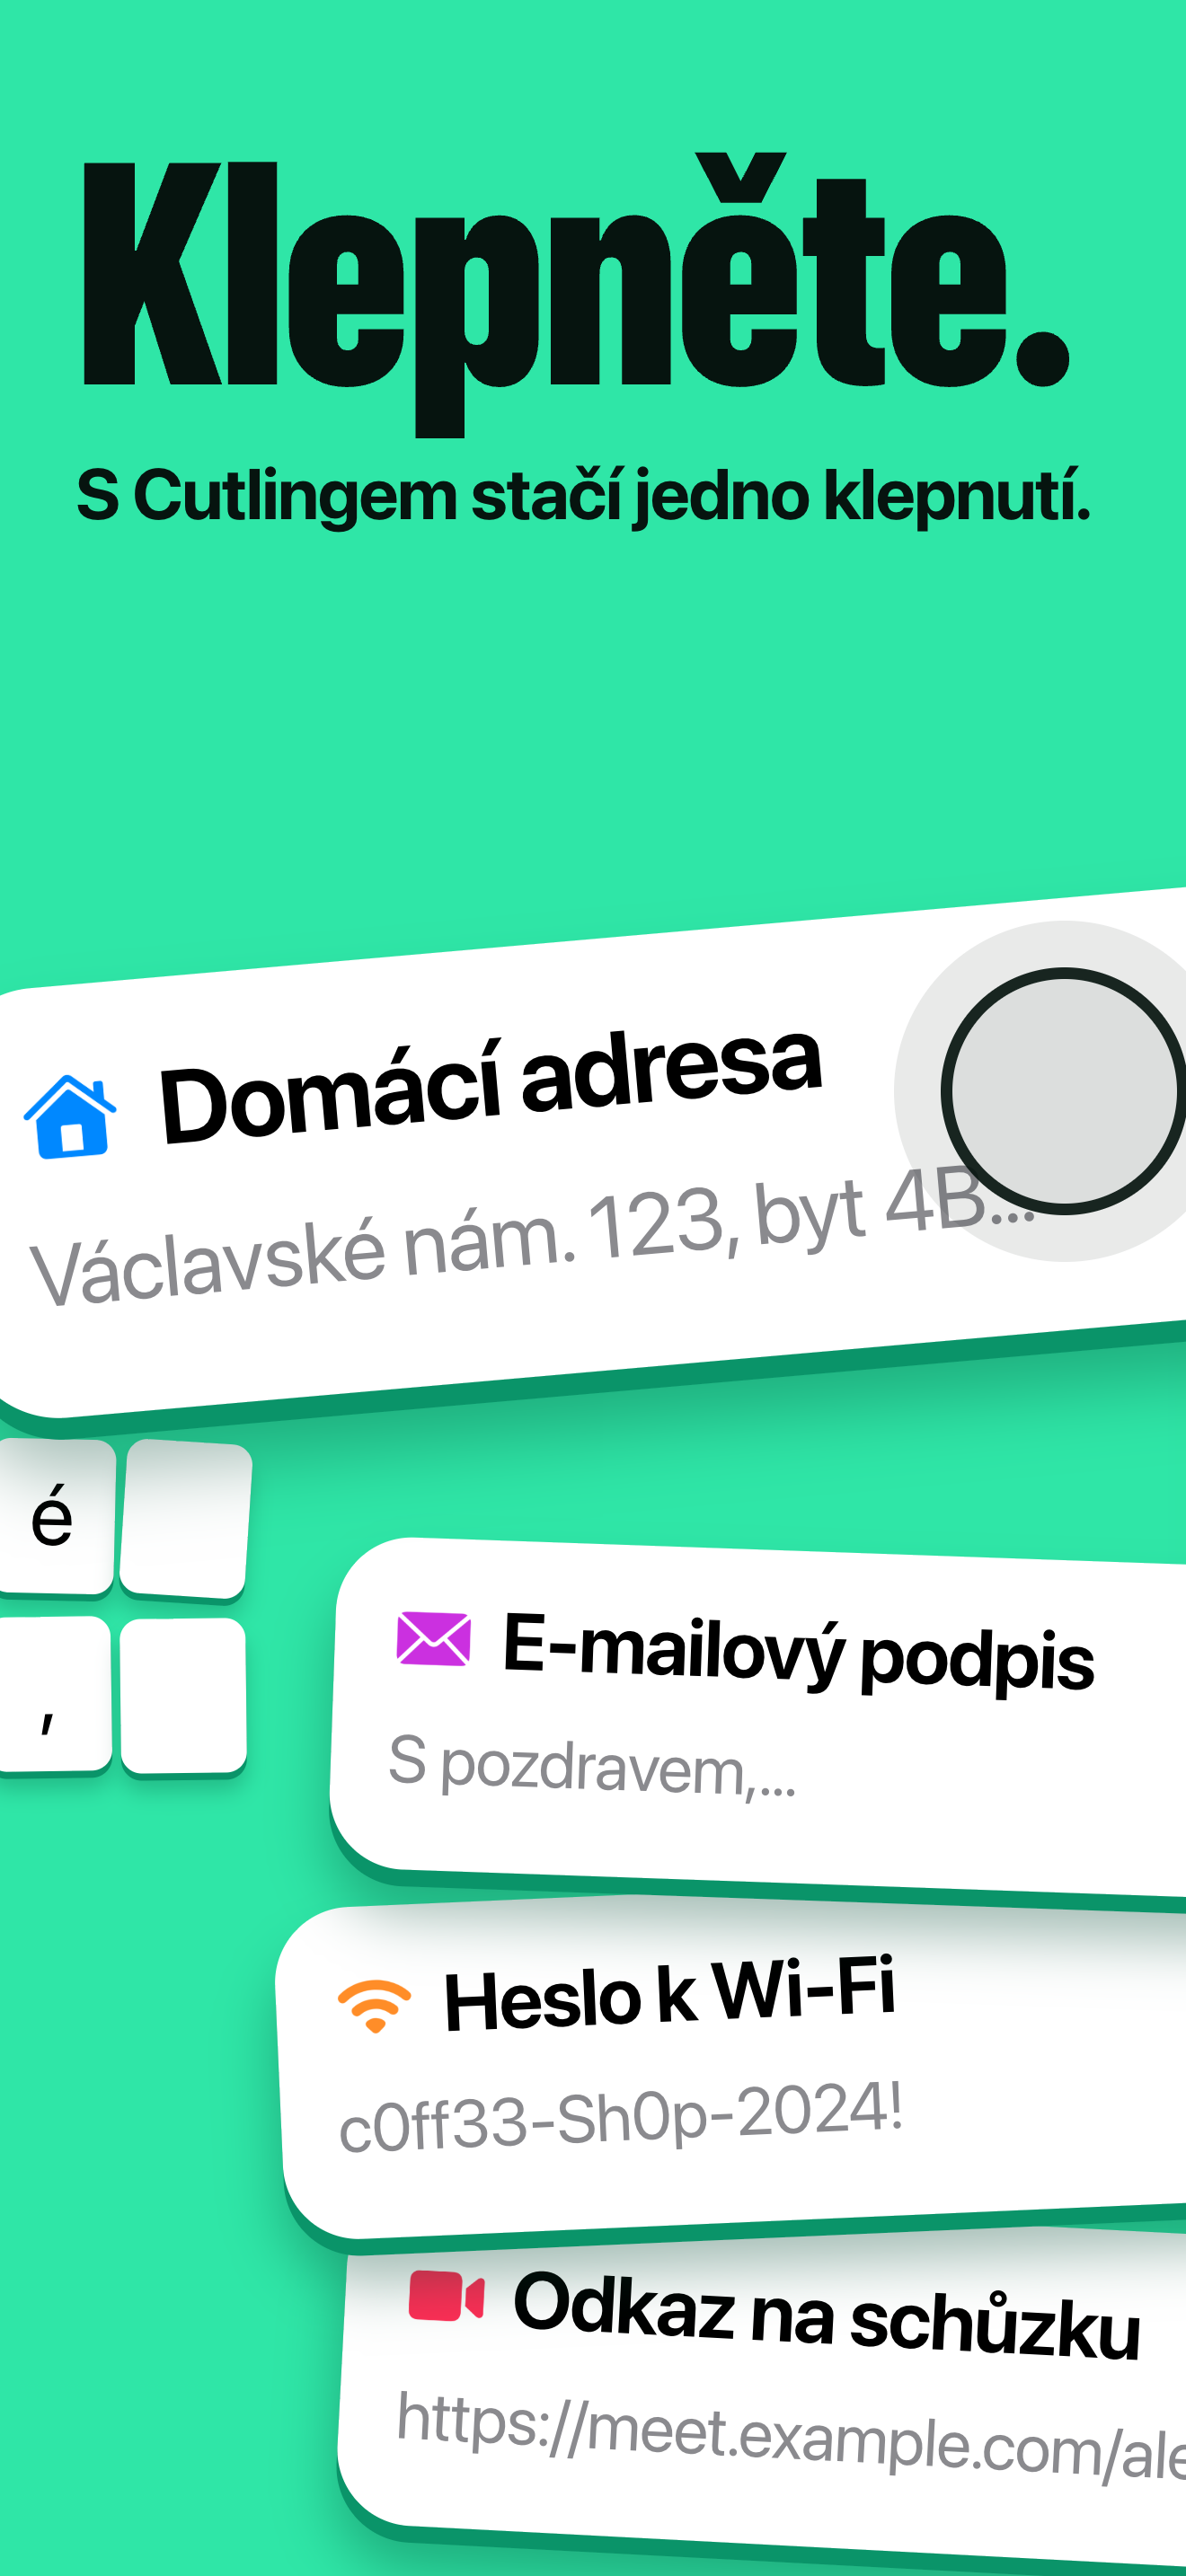 Klepněte.
S Cutlingem stačí jedno klepnutí.
Domácí adresa
Václavské nám. 123, byt 4B...
é
,
E-mailový podpis
S pozdravem,...
Heslo k Wi-Fi
c0ff33-Sh0p-2024!
Odkaz na schůzku
https://meet.example.com/ale